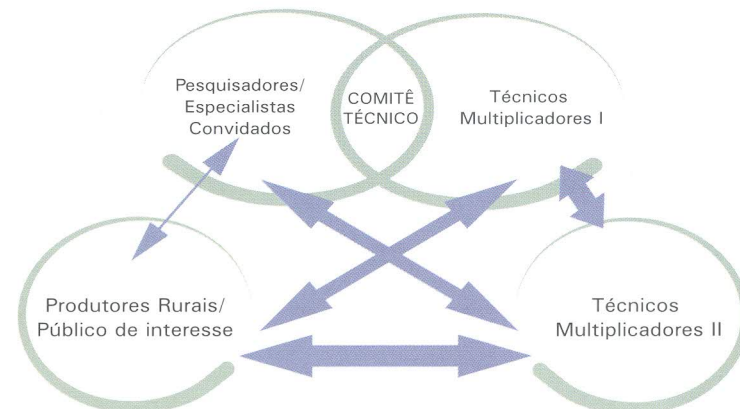 Pesquisadores/
Especialistas
Convidados
COMITÊ
TÉCNICO
Técnicos
Multiplicadores I
Produtores Rurais/
Público de interesse
Técnicos
Multiplicadores II